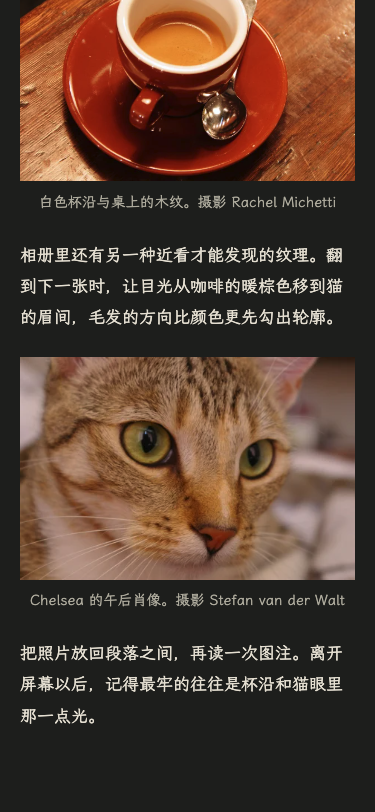 白色杯沿与桌上的木纹。摄影 Rachel Michetti
相册里还有另一种近看才能发现的纹理。翻
到下一张时，让目光从咖啡的暖棕色移到猫
的眉间，毛发的方向比颜色更先勾出轮廓。
Chelsea 的午后肖像。摄影 Stefan van der Walt
把照片放回段落之间，再读一次图注。离开
屏幕以后，记得最牢的往往是杯沿和猫眼里
那一点光。